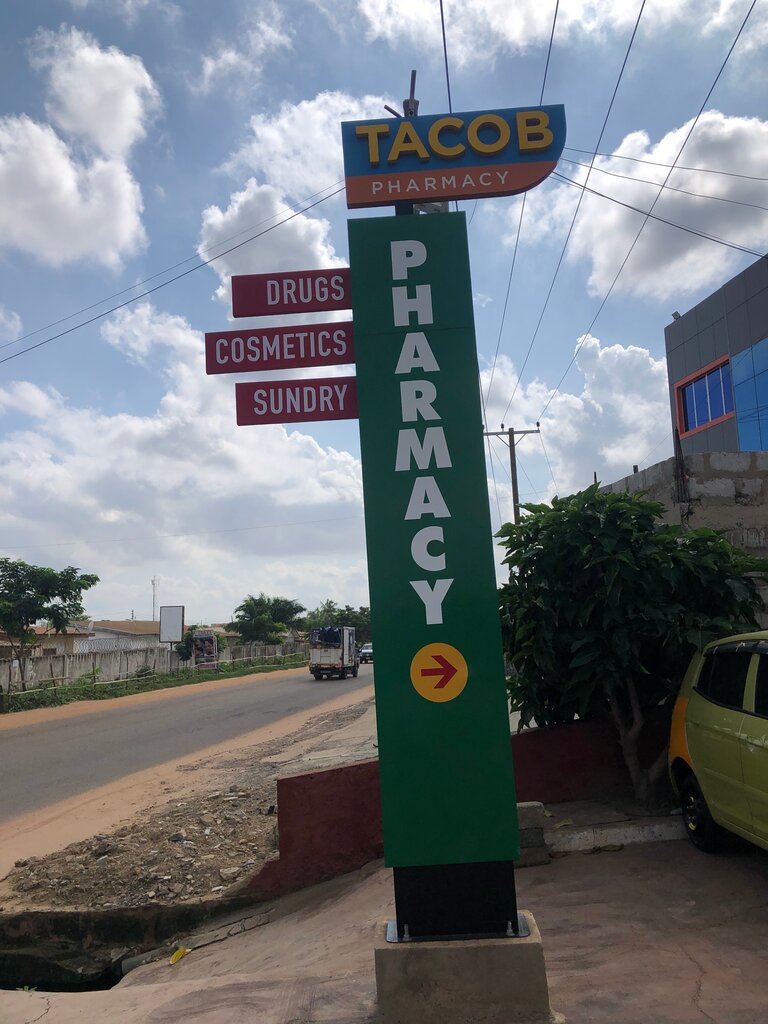 TACOB
PHARMACY
DRUGS
COSMETICS
SUNDRY
PHARMACY